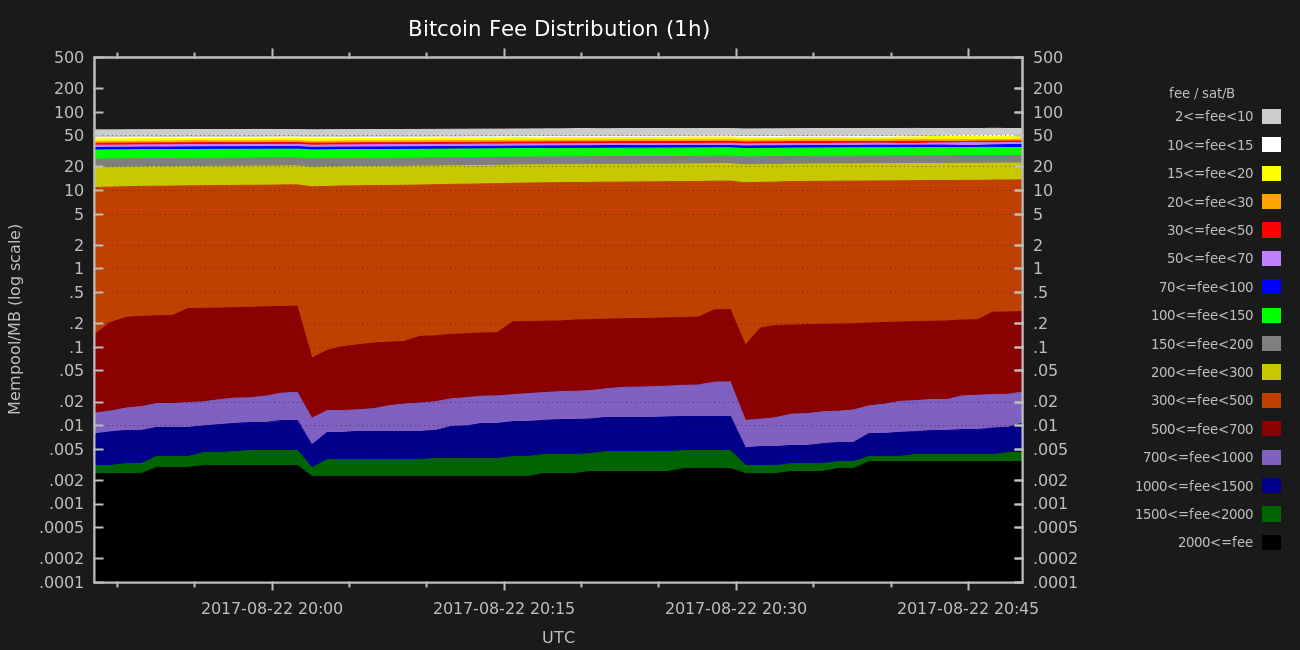 Bitcoin Fee Distribution (1h)
Mempool/MB (log scale)
500
200
100
50
20
10
5
2
1
.5
.2
.1
.05
.02
.01
.005
.002
.001
.0005
.0002
.0001
500
200
100
50
20
10
5
2
1
.5
.2
.1
.05
.02
.01
.005
.002
.001
.0005
.0002
.0001
2017-08-22 20:00
2017-08-22 20:15
2017-08-22 20:30
2017-08-22 20:45
UTC
fee / sat/B
2<=fee<10
10<=fee<15
15<=fee<20
20<=fee<30
30<=fee<50
50<=fee<70
70<=fee<100
100<=fee<150
150<=fee<200
200<=fee<300
300<=fee<500
500<=fee<700
700<=fee<1000
1000<=fee<1500
1500<=fee<2000
2000<=fee